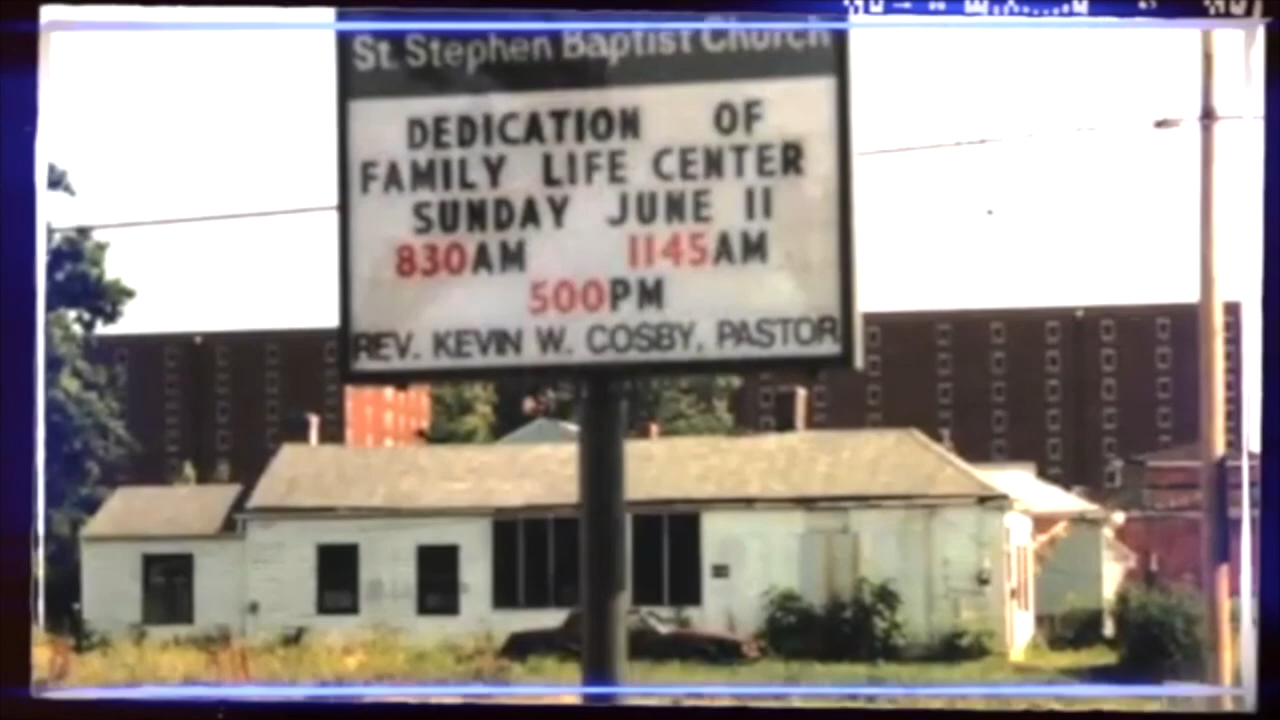 St. Stephen Baptist Church
DEDICATION OF
FAMILY LIFE CENTER
SUNDAY JUNE 11
830AM 1145AM
500PM
REV. KEVIN W. COSBY, PASTOR